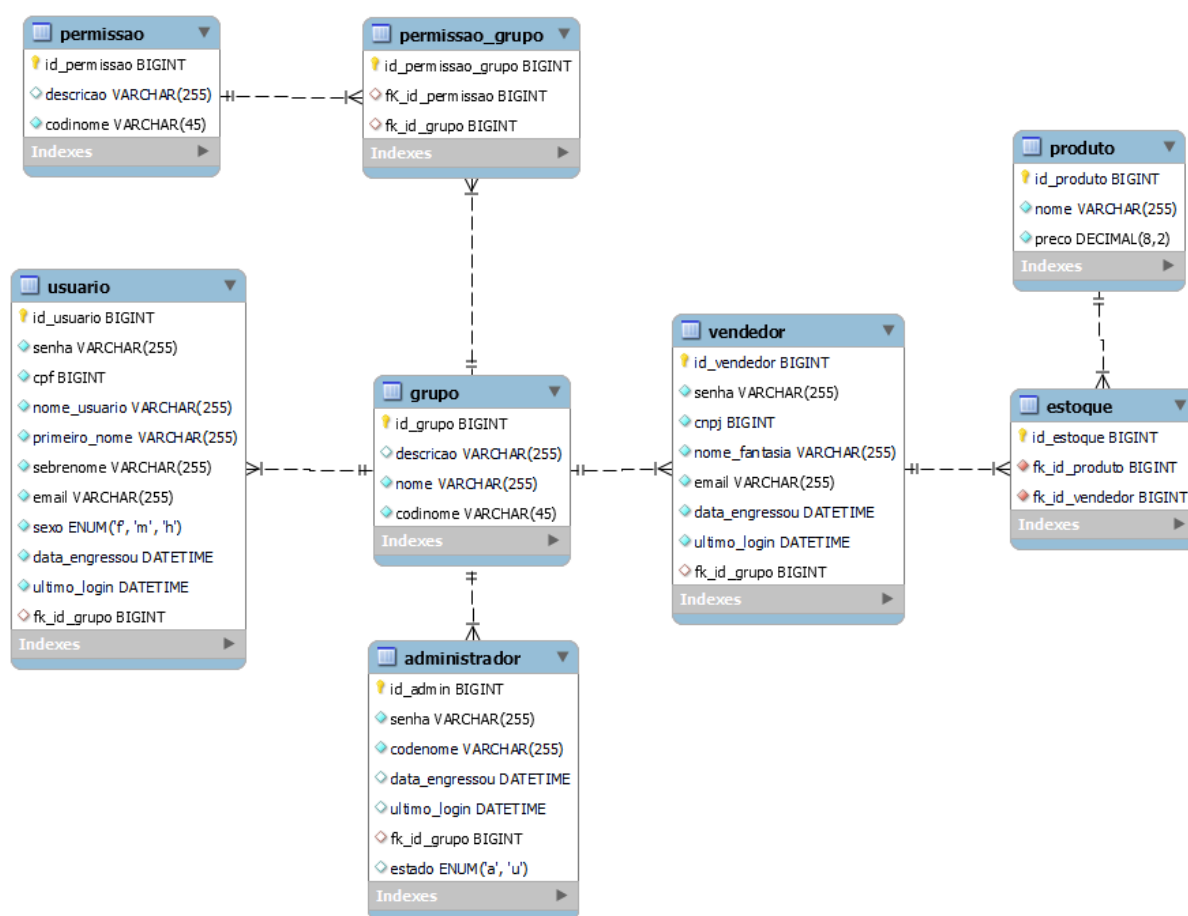 permissao
id_permissao BIGINT
descricao VARCHAR(255)
codinome VARCHAR(45)
Indexes
permissao_grupo
id_permissao_grupo BIGINT
fK_id_permissao BIGINT
fk_id_grupo BIGINT
Indexes
produto
id_produto BIGINT
nome VARCHAR(255)
preco DECIMAL(8,2)
Indexes
usuario
id_usuario BIGINT
senha VARCHAR(255)
cpf BIGINT
nome_usuario VARCHAR(255)
primeiro_nome VARCHAR(255)
sebrenome VARCHAR(255)
email VARCHAR(255)
sexo ENUM('f', 'm', 'h')
data_engressou DATETIME
ultimo_login DATETIME
fk_id_grupo BIGINT
Indexes
grupo
id_grupo BIGINT
descricao VARCHAR(255)
nome VARCHAR(255)
codinome VARCHAR(45)
Indexes
vendedor
id_vendedor BIGINT
senha VARCHAR(255)
cnpj BIGINT
nome_fantasia VARCHAR(255)
email VARCHAR(255)
data_engressou DATETIME
ultimo_login DATETIME
fk_id_grupo BIGINT
Indexes
estoque
id_estoque BIGINT
fk_id_produto BIGINT
fk_id_vendedor BIGINT
Indexes
administrador
id_admin BIGINT
senha VARCHAR(255)
codenome VARCHAR(255)
data_engressou DATETIME
ultimo_login DATETIME
fk_id_grupo BIGINT
estado ENUM('a', 'u')
Indexes